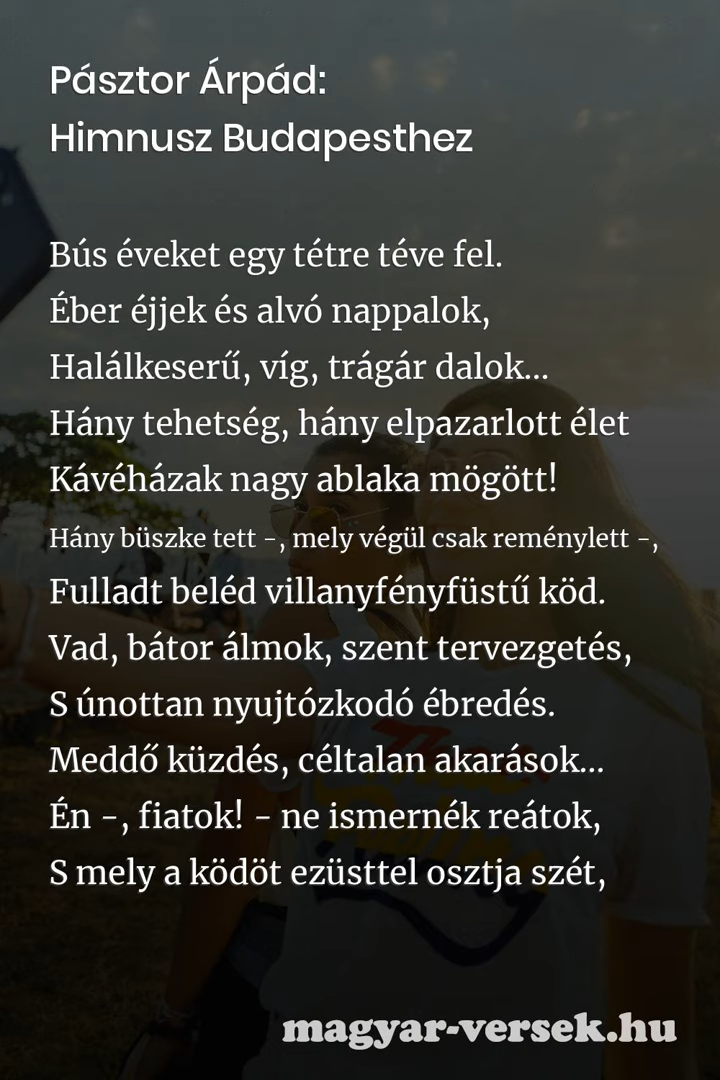 Pásztor Árpád:
Himnusz Budapesthez
Bús éveket egy tétre téve fel.
Éber éjjek és alvó nappalok,
Halálkeserű, víg, trágár dalok...
Hány tehetség, hány elpazarlott élet
Kávéházak nagy ablaka mögött!
Hány büszke tett -, mely végül csak reménylett -,
Fulladt beléd villanyfényfüstű köd.
Vad, bátor álmok, szent tervezgetés,
S únottan nyujtózkodó ébredés.
Meddő küzdés, céltalan akarások...
Én -, fiatok! - ne ismernék reátok,
S mely a ködöt ezüsttel osztja szét,
magyar-versek.hu